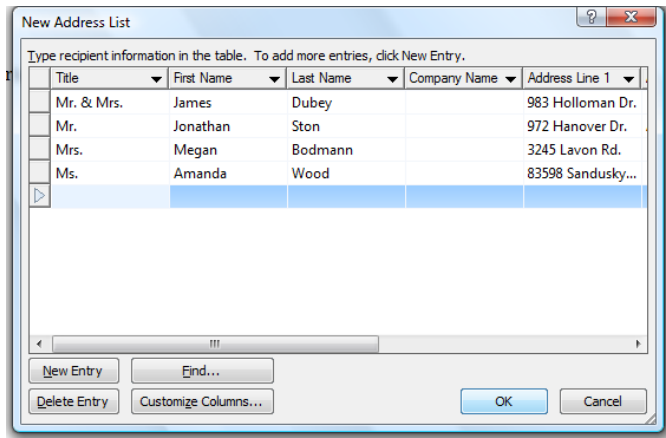 New Address List
Type recipient information in the table. To add more entries, click New Entry.
Title First Name Last Name Company Name Address Line 1
Mr. & Mrs. James Dubey 983 Holloman Dr.
Mr. Jonathan Ston 972 Hanover Dr.
Mrs. Megan Bodmann 3245 Lavon Rd.
Ms. Amanda Wood 83598 Sandusky...
New Entry Find...
Delete Entry Customize Columns... OK Cancel